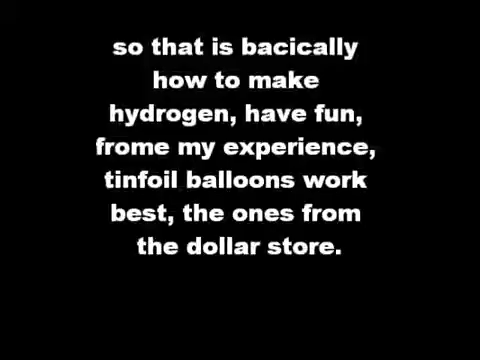 so that is bacically
how to make
hydrogen, have fun,
frome my experience,
tinfoil balloons work
best, the ones from
the dollar store.